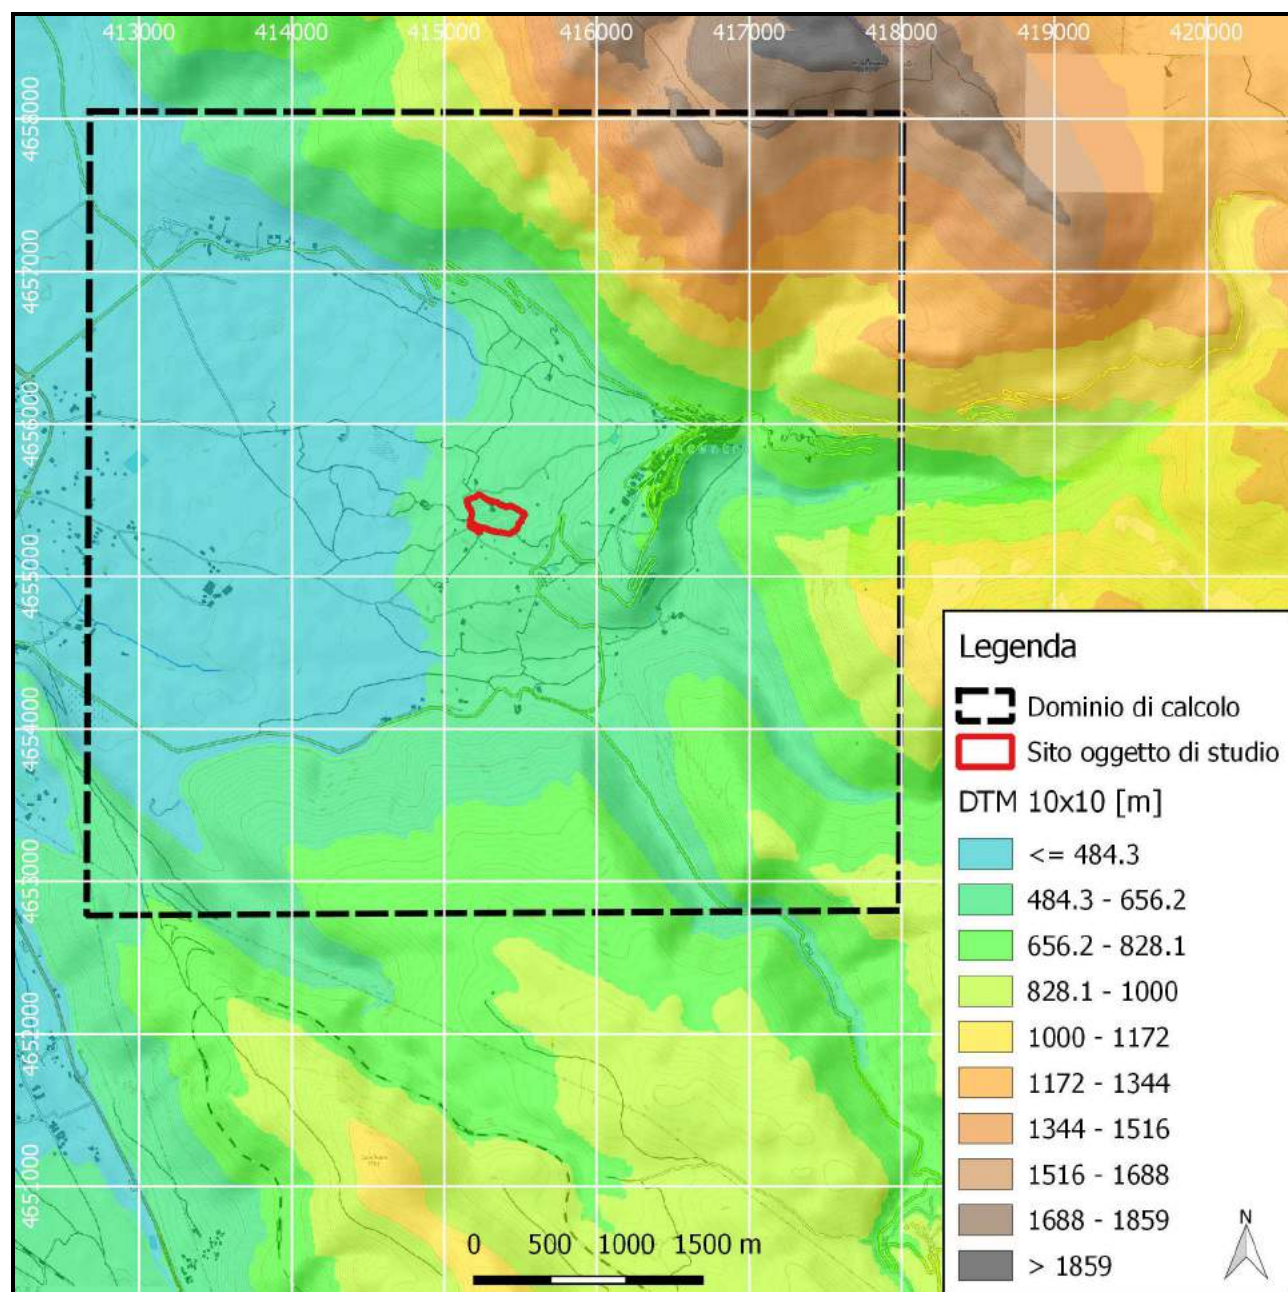 413000 414000 415000 416000 417000 418000 419000 420000
4658000
4657000
4656000
4655000
4654000
4653000
4652000
4651000
Legenda
Dominio di calcolo
Sito oggetto di studio
DTM 10x10 [m]
<= 484.3
484.3 - 656.2
656.2 - 828.1
828.1 - 1000
1000 - 1172
1172 - 1344
1344 - 1516
1516 - 1688
1688 - 1859
> 1859
N
0 500 1000 1500 m